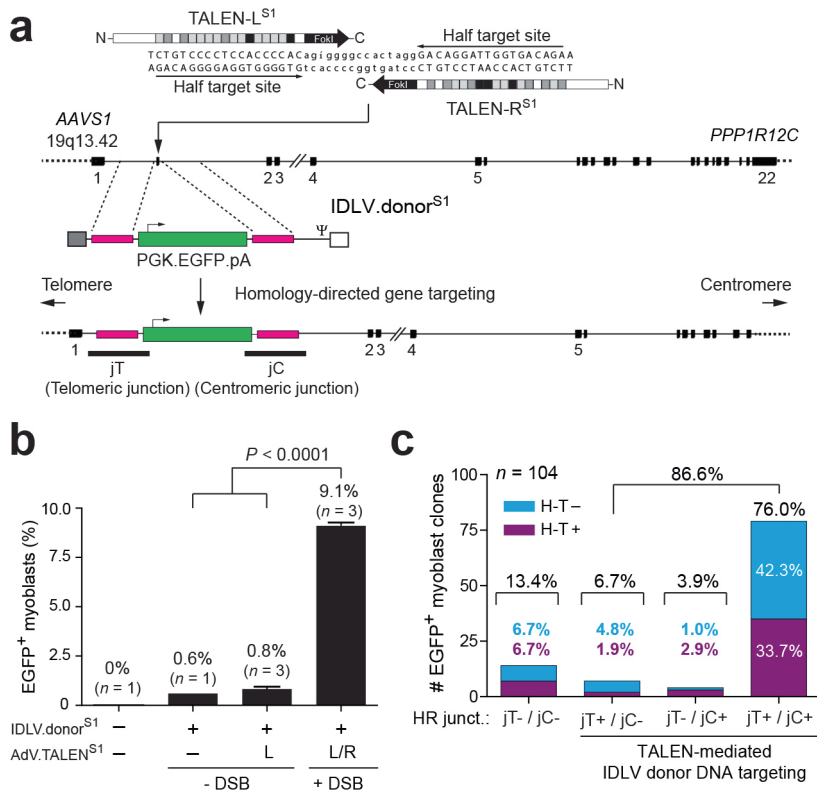 a
TALEN-L^S1
N- FokI C
TCTGTCCCCTCCACCCCACagiggggccactaggGACAGGATTGGTGACAGAA
AGACAGGGGAGGTGGGGTGtcaccccggtgatccCTGTCCTAACCACTGTCTT
Half target site
Half target site
C FokI -N
TALEN-R^S1
AAVS1
19q13.42
PPP1R12C
1 2 3 4 5 22
IDLV.donor^S1
Ψ
PGK.EGFP.pA
Telomere
Homology-directed gene targeting
Centromere
1 2 3 4 5
jT jC
(Telomeric junction) (Centromeric junction)
b
P < 0.0001
EGFP+ myoblasts (%)
10.0
7.5
5.0
2.5
0
0%
(n = 1)
0.6%
(n = 1)
0.8%
(n = 3)
9.1%
(n = 3)
IDLV.donor^S1 – + + +
AdV.TALEN^S1 – – L L/R
- DSB + DSB
c
# EGFP+ myoblast clones
100
75
50
25
0
n = 104
H-T –
H-T +
86.6%
13.4% 6.7% 3.9% 76.0%
6.7% 4.8% 1.0% 42.3%
6.7% 1.9% 2.9% 33.7%
HR junct.: jT- / jC- jT+ / jC- jT- / jC+ jT+ / jC+
TALEN-mediated
IDLV donor DNA targeting